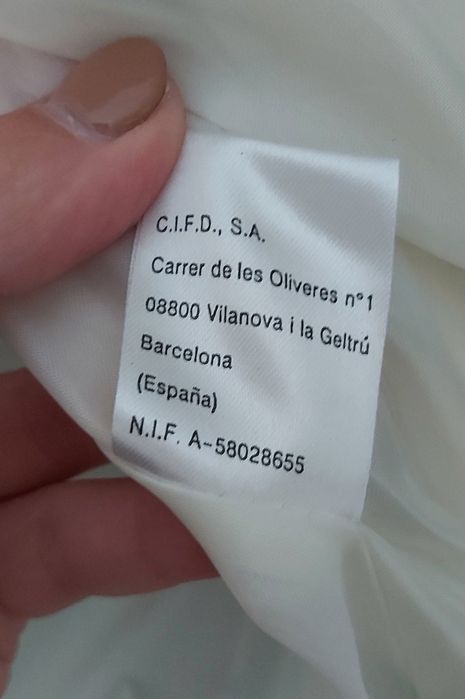 C.I.F.D., S.A.
Carrer de les Oliveres nº1
08800 Vilanova i la Geltrú
Barcelona
(España)
N.I.F. A-58028655